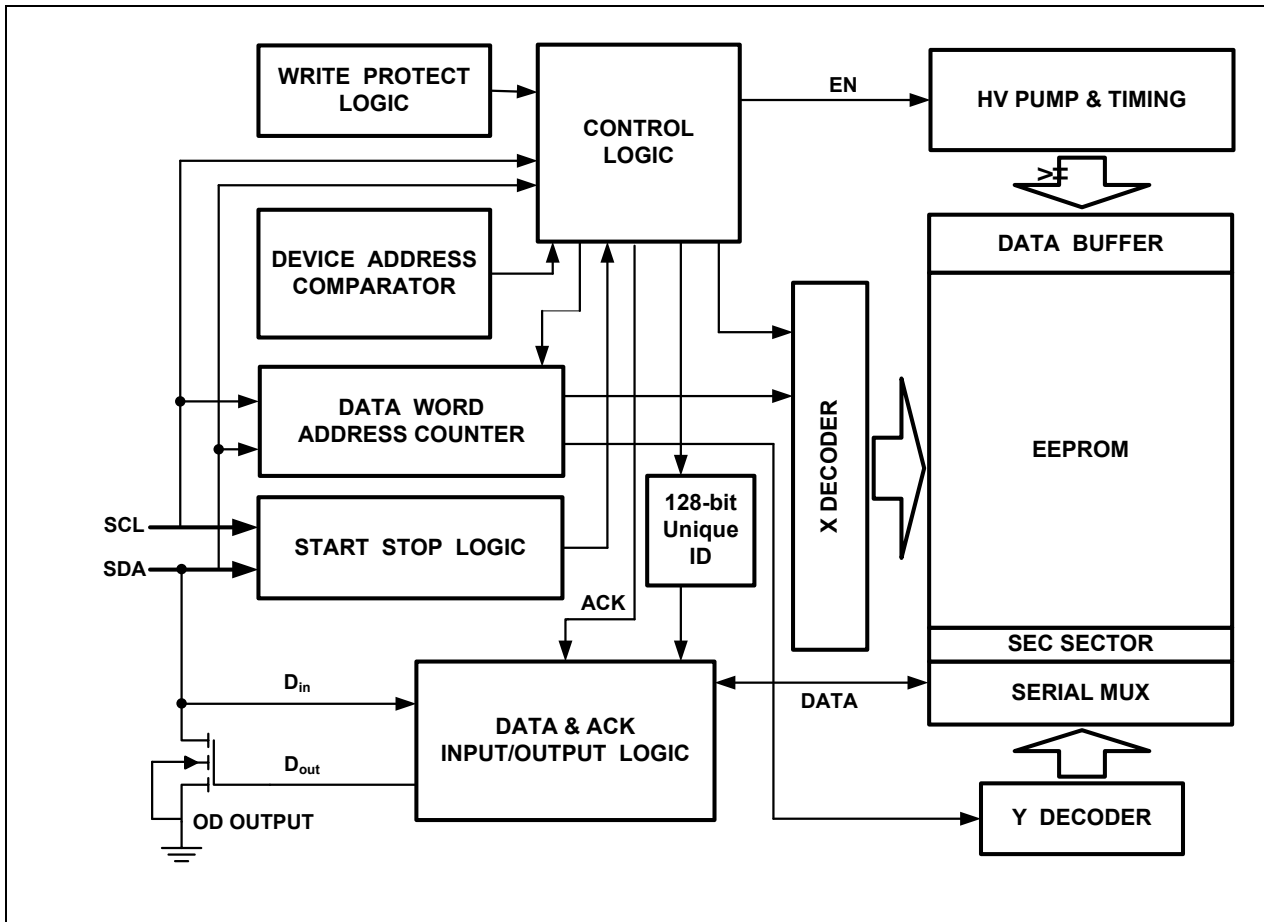 WRITE PROTECT
LOGIC
CONTROL
LOGIC
EN
HV PUMP & TIMING
>=
DEVICE ADDRESS
COMPARATOR
DATA BUFFER
DATA WORD
ADDRESS COUNTER
X DECODER
EEPROM
SCL
SDA
START STOP LOGIC
128-bit
Unique
ID
ACK
SEC SECTOR
SERIAL MUX
DATA
Din
DATA & ACK
INPUT/OUTPUT LOGIC
Dout
OD OUTPUT
Y DECODER